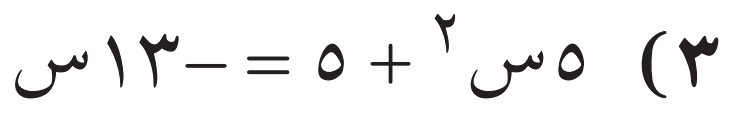 ٣) ٥س٢ + ٥ = –١٣س